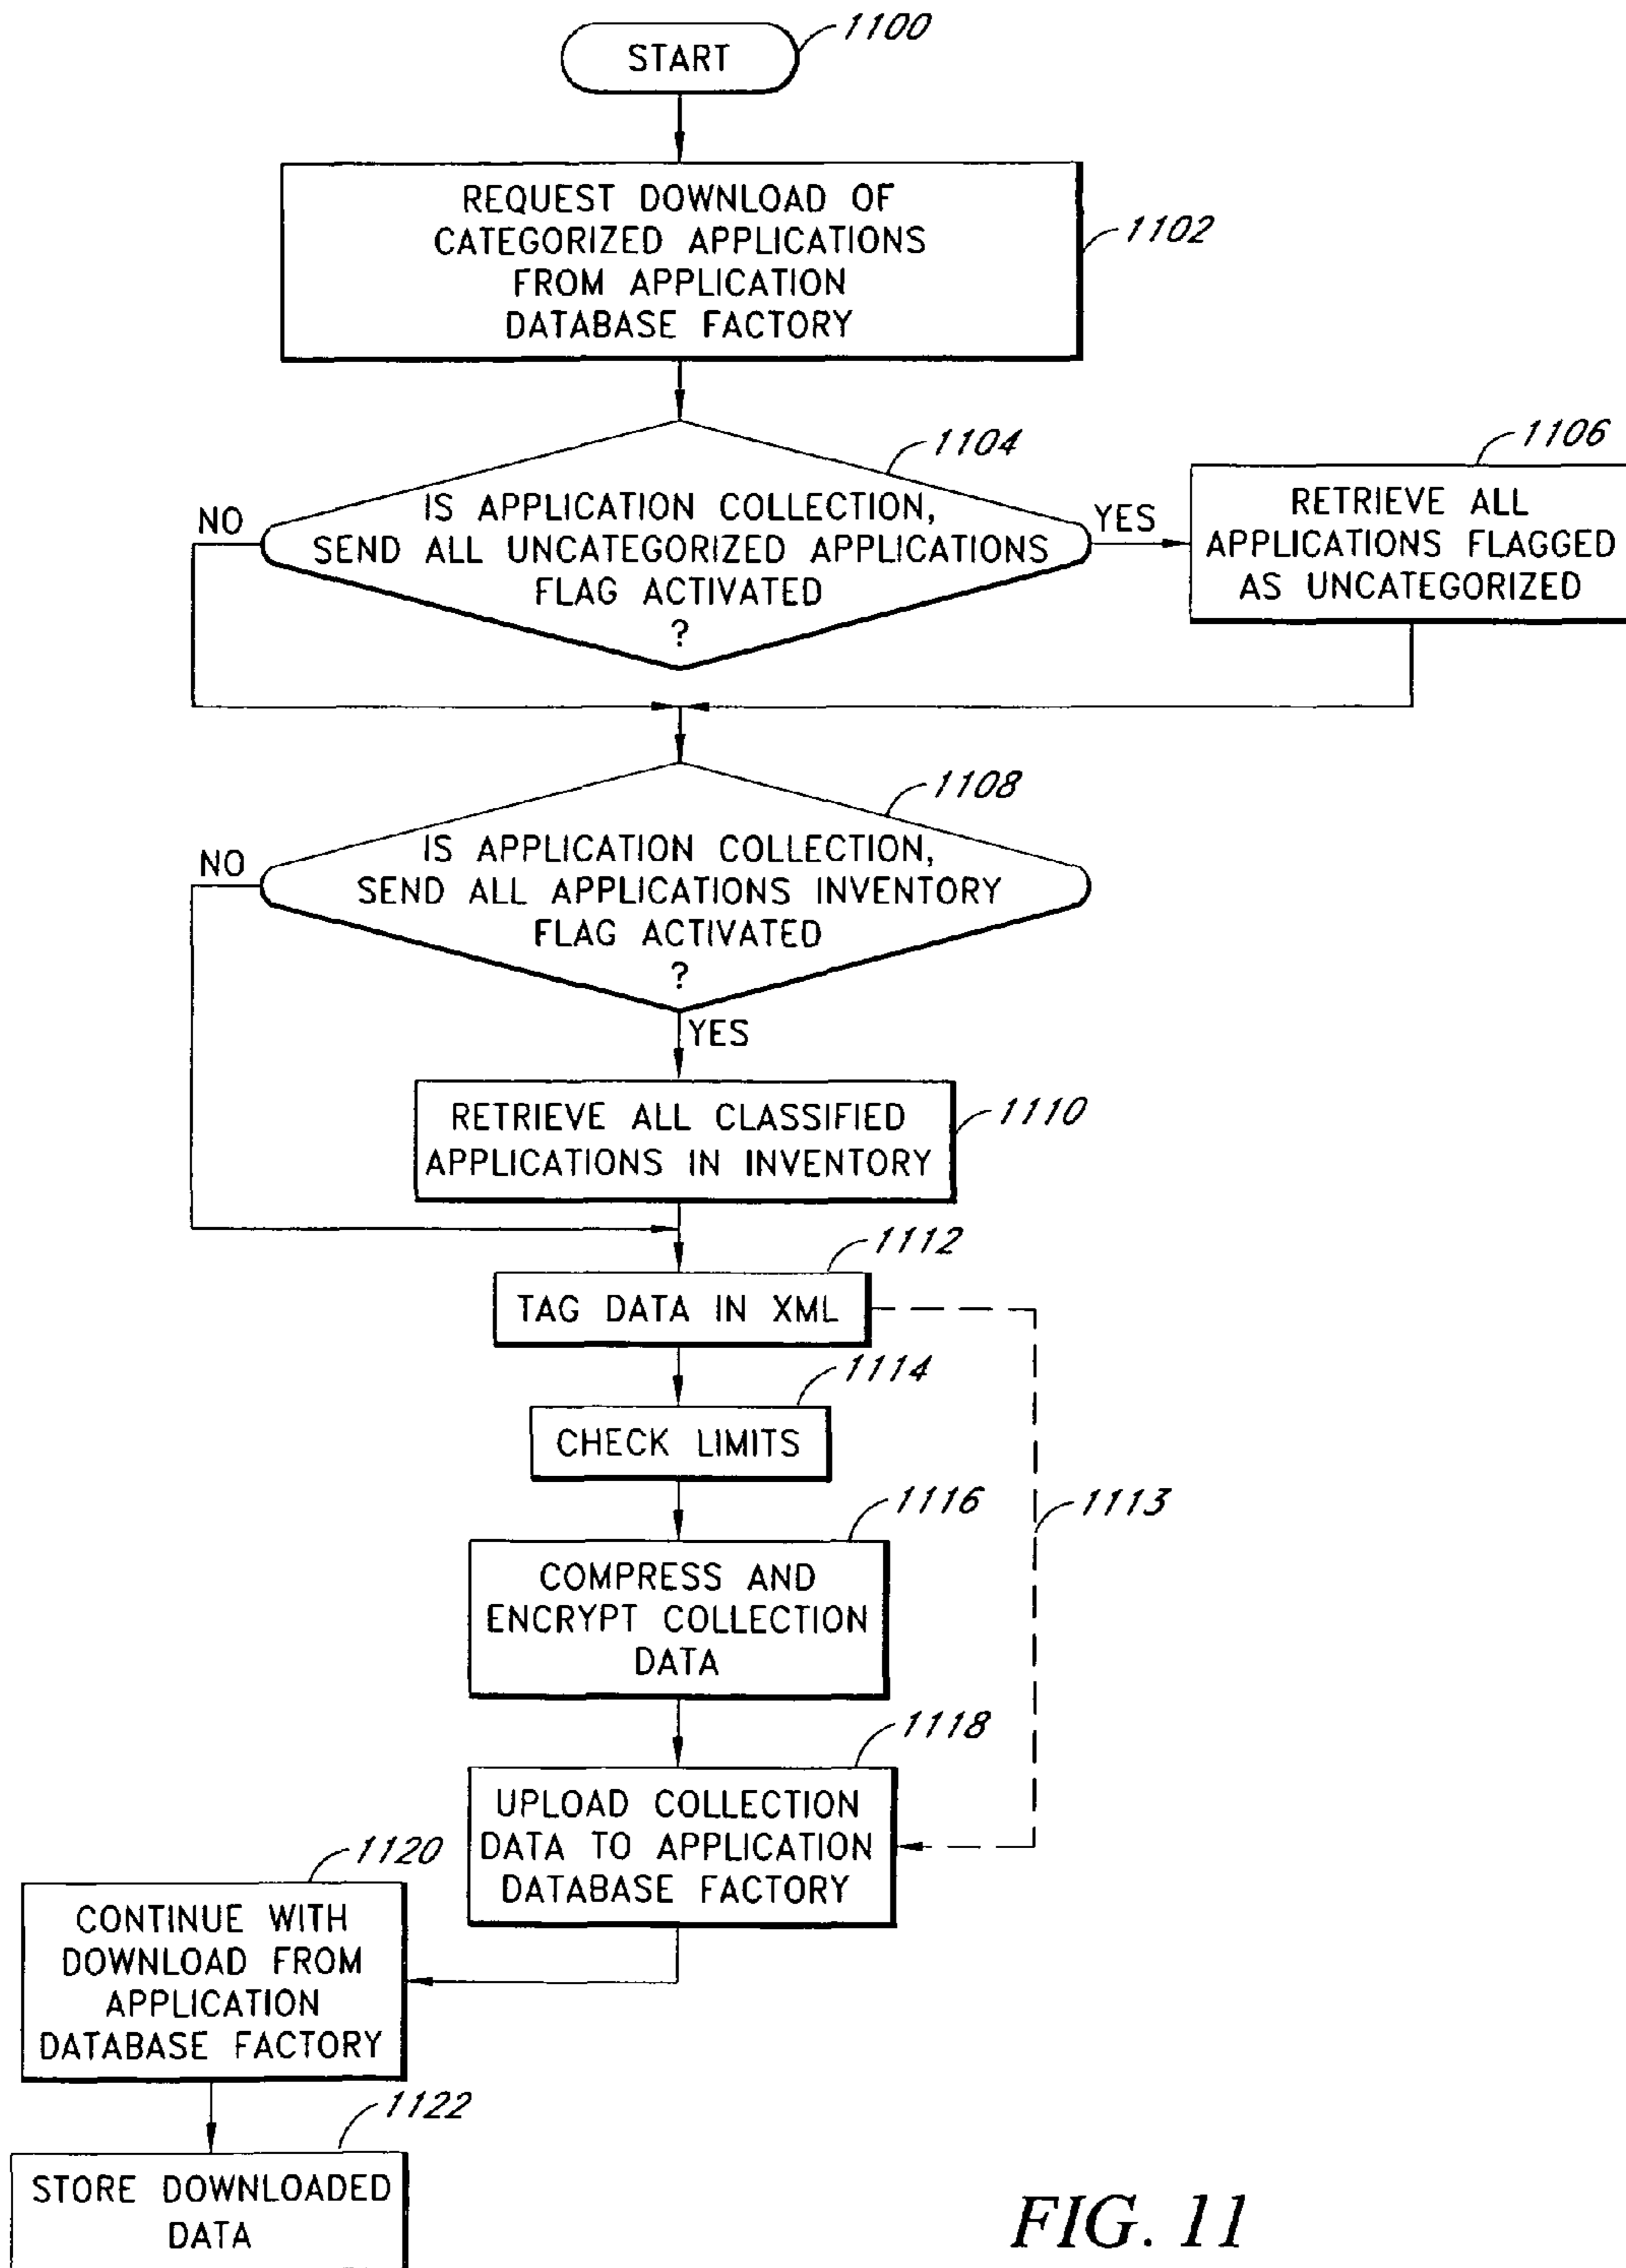 START
1100
REQUEST DOWNLOAD OF
CATEGORIZED APPLICATIONS
FROM APPLICATION
DATABASE FACTORY
1102
1104
IS APPLICATION COLLECTION,
SEND ALL UNCATEGORIZED APPLICATIONS
FLAG ACTIVATED
?
NO
YES
1106
RETRIEVE ALL
APPLICATIONS FLAGGED
AS UNCATEGORIZED
1108
IS APPLICATION COLLECTION,
SEND ALL APPLICATIONS INVENTORY
FLAG ACTIVATED
?
NO
YES
RETRIEVE ALL CLASSIFIED
APPLICATIONS IN INVENTORY
1110
1112
TAG DATA IN XML
1114
CHECK LIMITS
1113
1116
COMPRESS AND
ENCRYPT COLLECTION
DATA
1118
UPLOAD COLLECTION
DATA TO APPLICATION
DATABASE FACTORY
1120
CONTINUE WITH
DOWNLOAD FROM
APPLICATION
DATABASE FACTORY
1122
STORE DOWNLOADED
DATA
FIG. 11